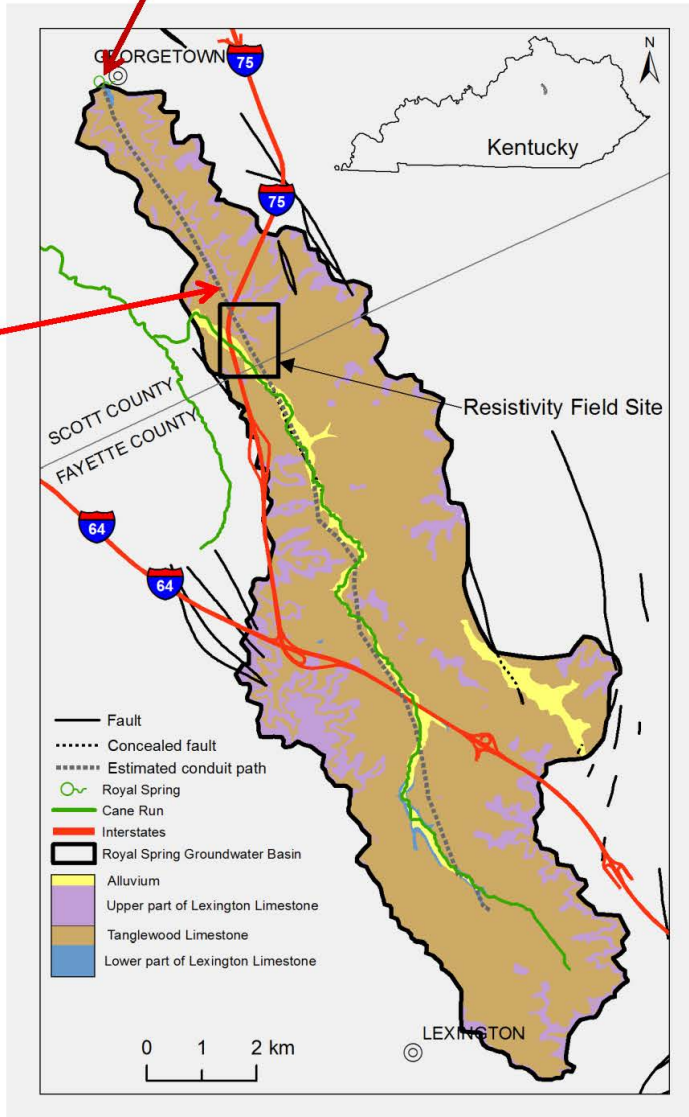 GEORGETOWN
75
N
Kentucky
75
Resistivity Field Site
SCOTT COUNTY
FAYETTE COUNTY
64
64
Fault
Concealed fault
Estimated conduit path
Royal Spring
Cane Run
Interstates
Royal Spring Groundwater Basin
Alluvium
Upper part of Lexington Limestone
Tanglewood Limestone
Lower part of Lexington Limestone
LEXINGTON
0 1 2 km